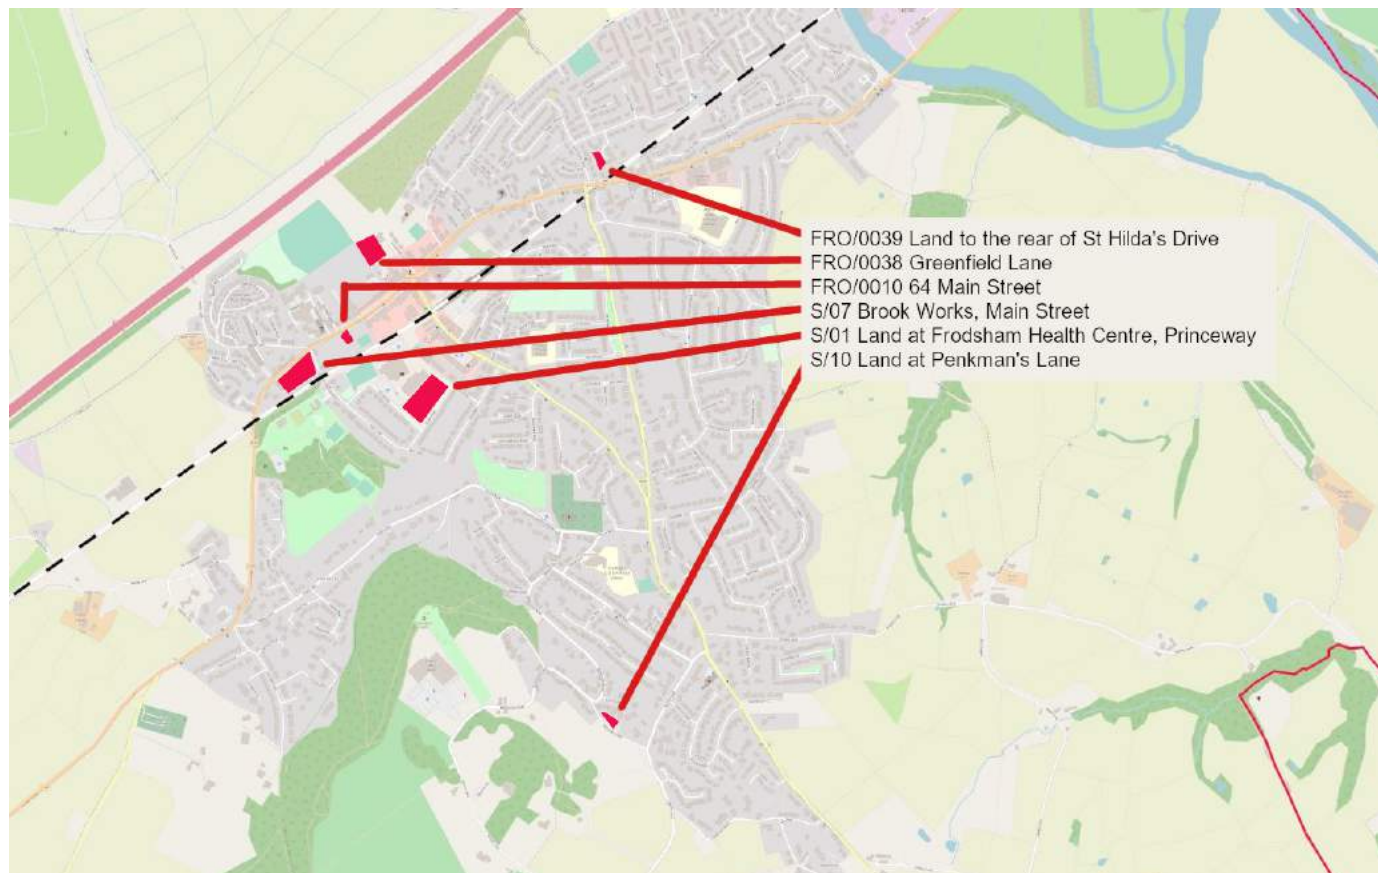 FRO/0039 Land to the rear of St Hilda's Drive
FRO/0038 Greenfield Lane
FRO/0010 64 Main Street
S/07 Brook Works, Main Street
S/01 Land at Frodsham Health Centre, Princeway
S/10 Land at Penkman's Lane